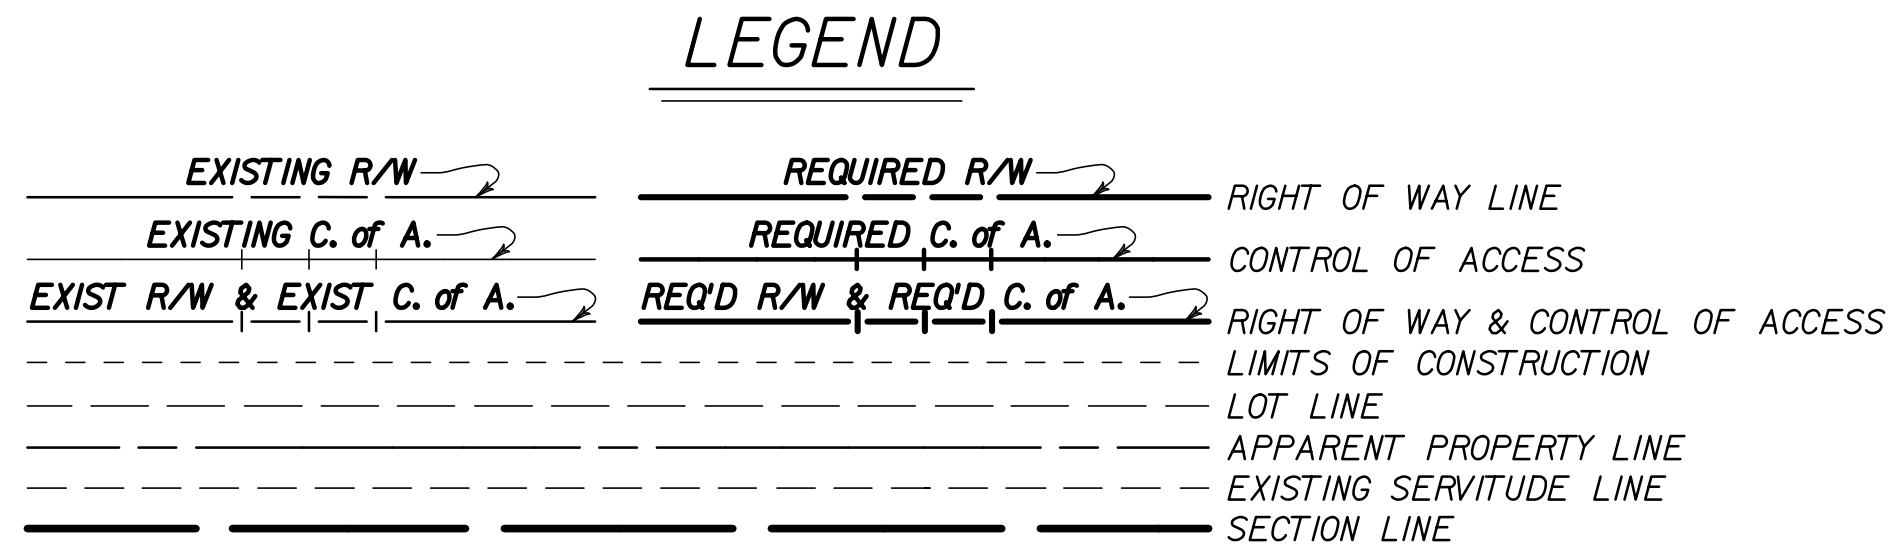 LEGEND
EXISTING R/W REQUIRED R/W RIGHT OF WAY LINE
EXISTING C. of A. REQUIRED C. of A. CONTROL OF ACCESS
EXIST R/W & EXIST C. of A. REQ'D R/W & REQ'D C. of A. RIGHT OF WAY & CONTROL OF ACCESS
LIMITS OF CONSTRUCTION
LOT LINE
APPARENT PROPERTY LINE
EXISTING SERVITUDE LINE
SECTION LINE